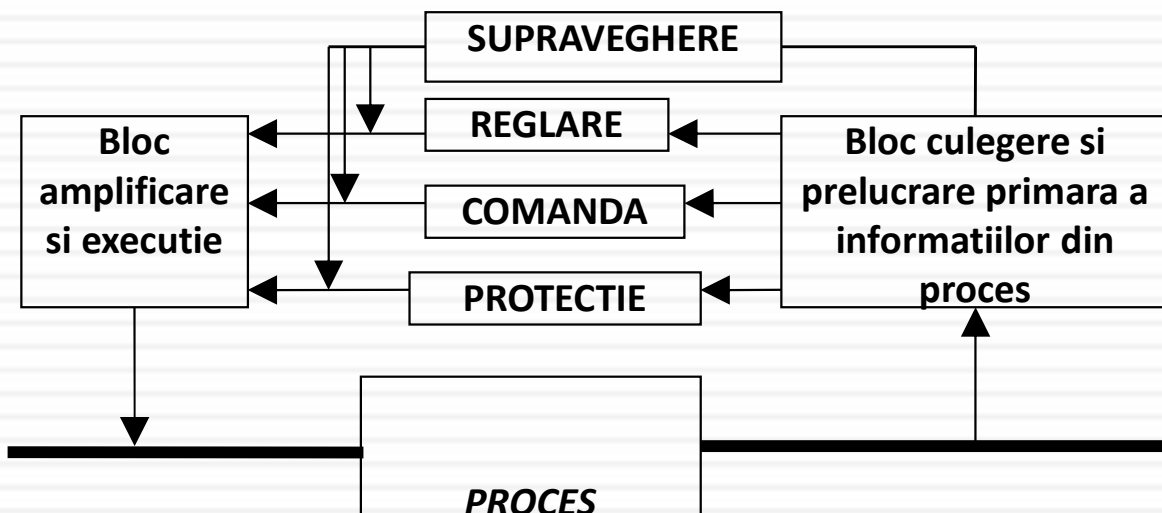 SUPRAVEGHERE
REGLARE
Bloc
amplificare
si executie
Bloc culegere si
prelucrare primara a
informatiilor din
proces
COMANDA
PROTECTIE
PROCES